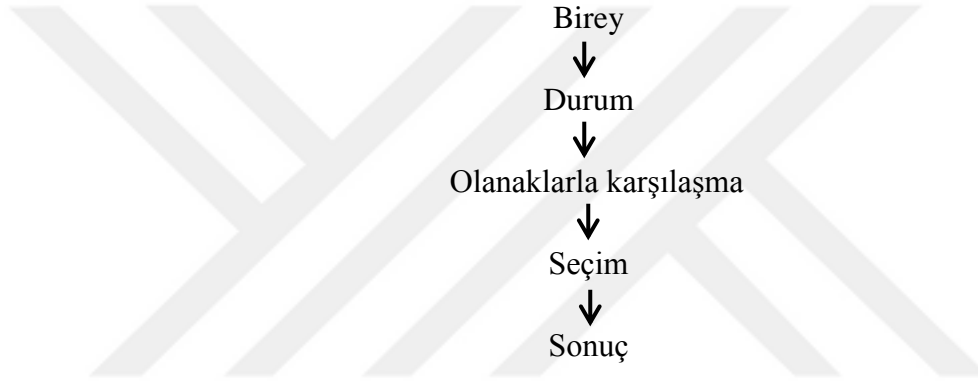 Birey
Durum
Olanaklarla karşılaşma
Seçim
Sonuç